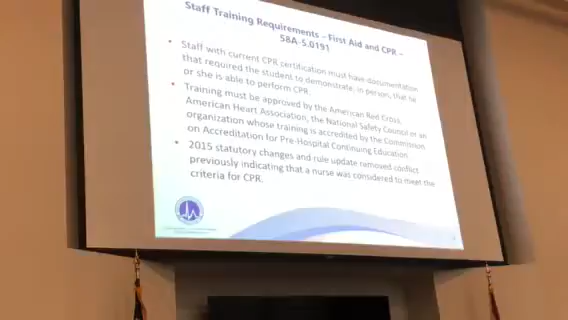 Staff Training Requirements – First Aid and CPR –
58A-5.0191
• Staff with current CPR certification must have documentation
that required the student to demonstrate, in person, that he
or she is able to perform CPR.
• Training must be approved by the American Red Cross,
American Heart Association, the National Safety Council or an
organization whose training is accredited by the Commission
on Accreditation for Pre-Hospital Continuing Education.
• 2015 statutory changes and rule update removed conflict
previously indicating that a nurse was considered to meet the
criteria for CPR.